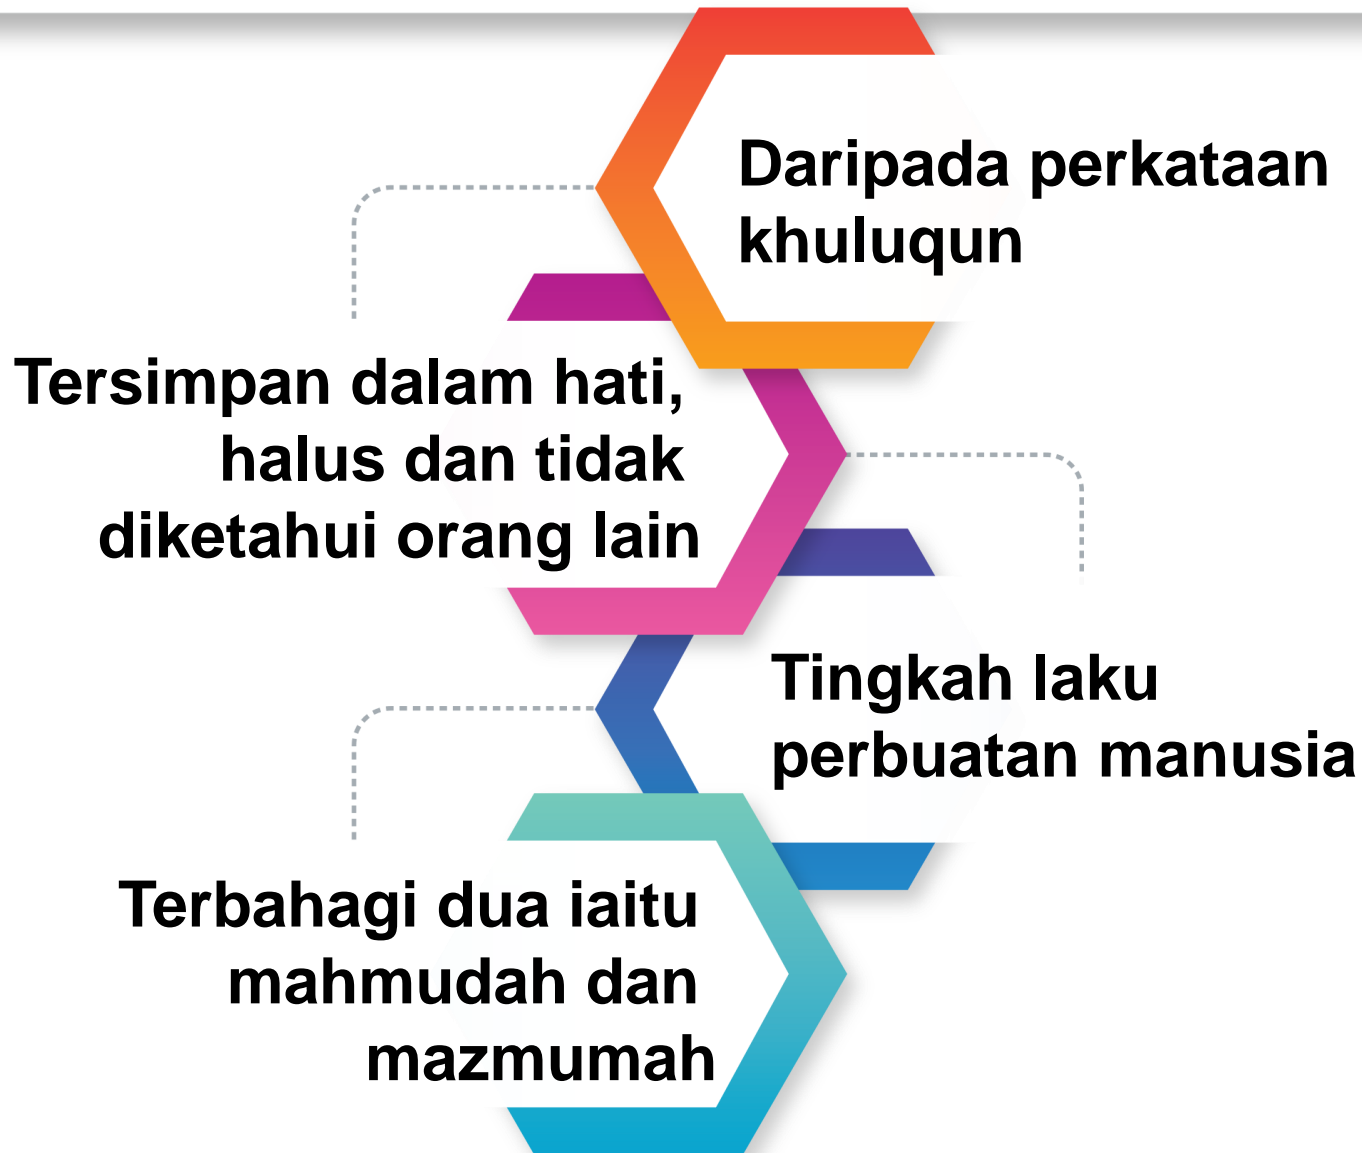 Daripada perkataan
khuluqun
Tersimpan dalam hati,
halus dan tidak
diketahui orang lain
Tingkah laku
perbuatan manusia
Terbahagi dua iaitu
mahmudah dan
mazmumah